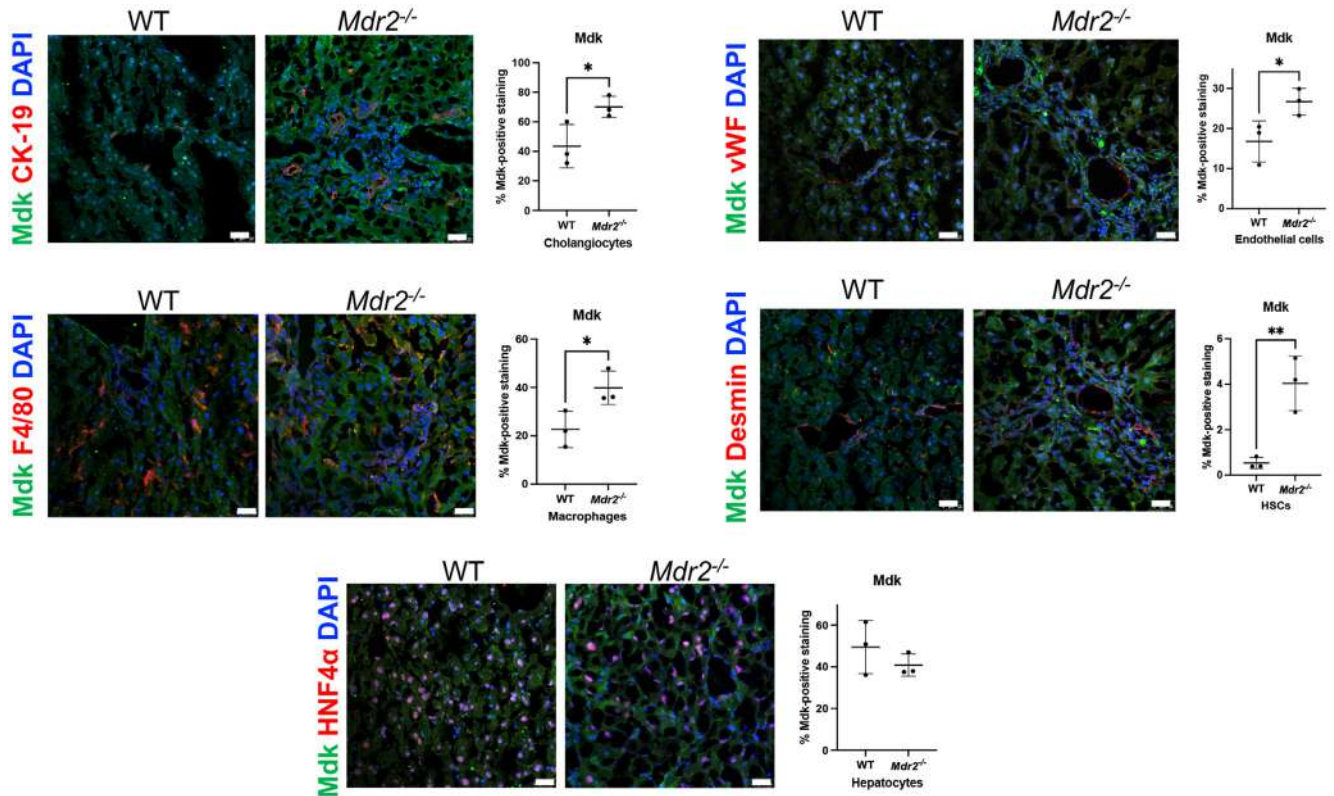 WT
Mdr2-/-
Mdk CK-19 DAPI
Mdk
*
% Mdk-positive staining
100
80
60
40
20
0
WT
Mdr2-/-
Cholangiocytes
WT
Mdr2-/-
Mdk vWF DAPI
Mdk
*
% Mdk-positive staining
30
20
10
0
WT
Mdr2-/-
Endothelial cells
WT
Mdr2-/-
Mdk F4/80 DAPI
Mdk
*
% Mdk-positive staining
60
40
20
0
WT
Mdr2-/-
Macrophages
WT
Mdr2-/-
Mdk Desmin DAPI
Mdk
**
% Mdk-positive staining
6
4
2
0
WT
Mdr2-/-
HSCs
WT
Mdr2-/-
Mdk HNF4α DAPI
Mdk
% Mdk-positive staining
60
40
20
0
WT
Mdr2-/-
Hepatocytes